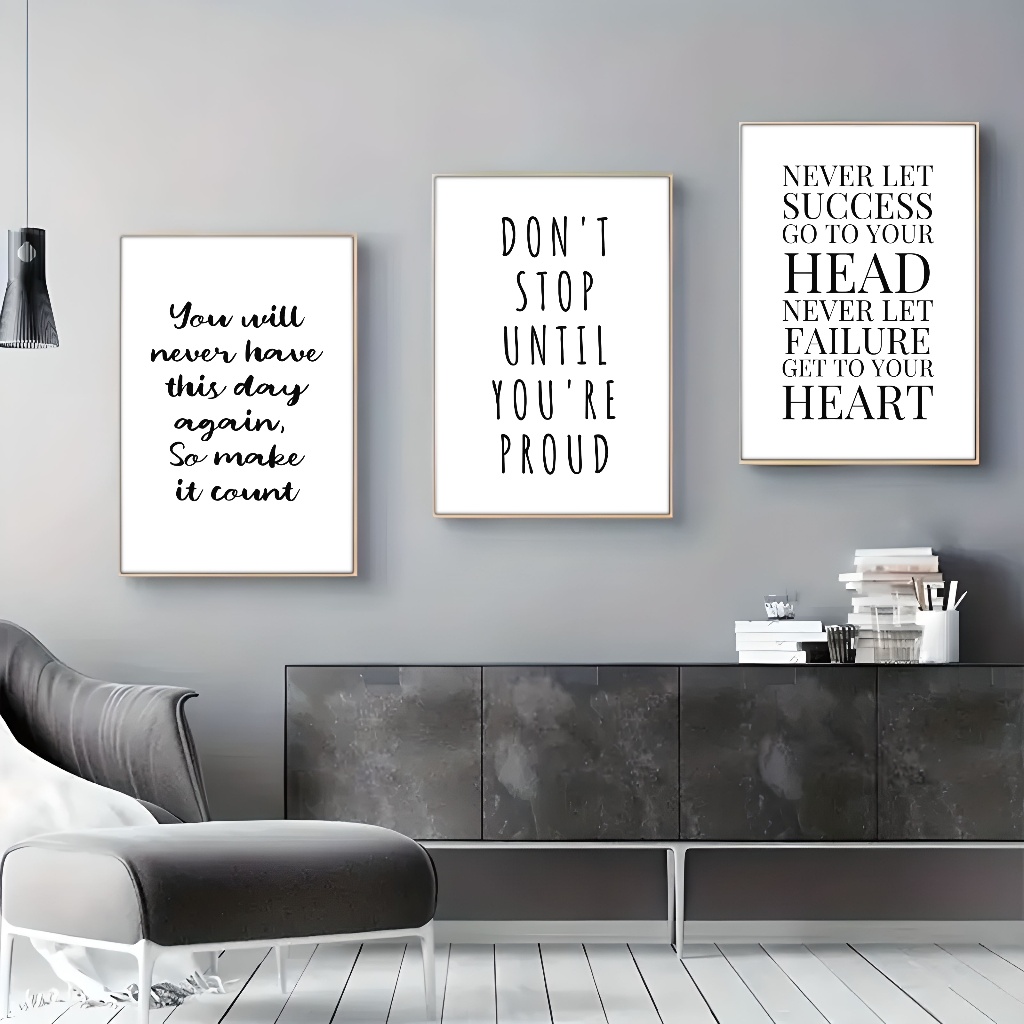 You will
never have
this day
again,
So make
it count
DON'T
STOP
UNTIL
YOU'RE
PROUD
NEVER LET
SUCCESS
GO TO YOUR
HEAD
NEVER LET
FAILURE
GET TO YOUR
HEART